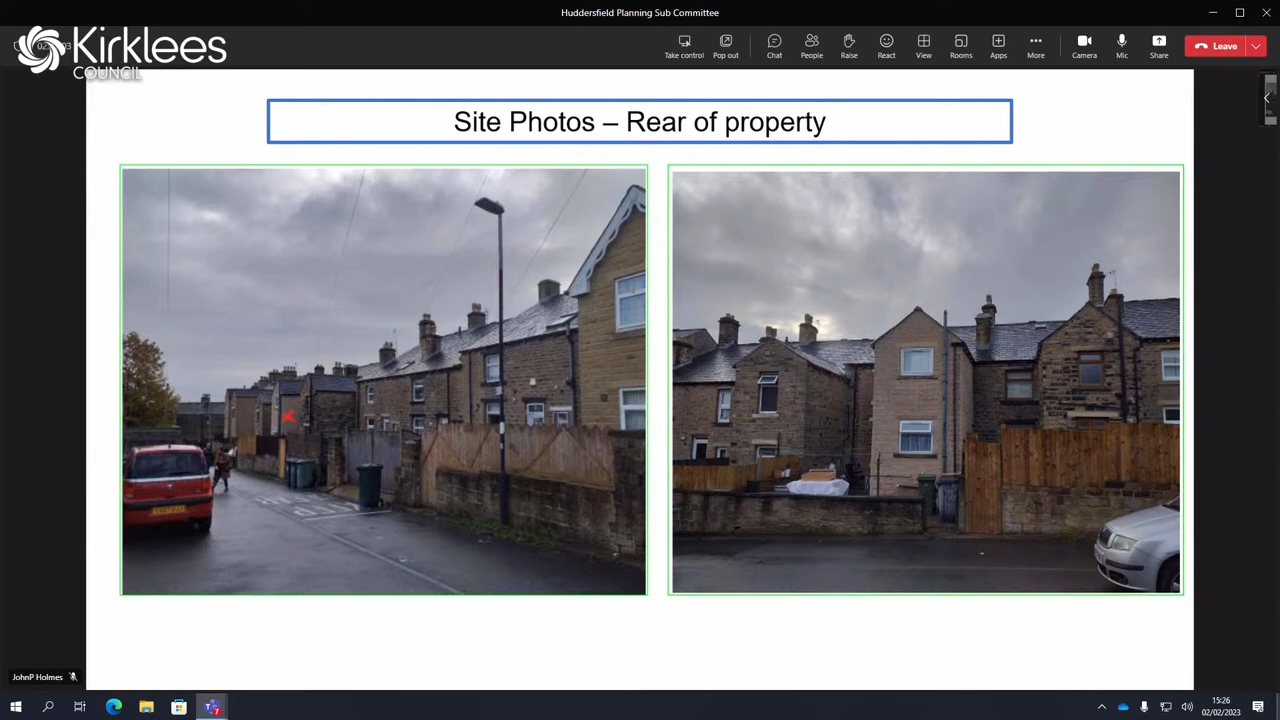 Huddersfield Planning Sub Committee
Kirklees
COUNCIL
Take control
Pop out
Chat
People
Raise
React
View
Rooms
Apps
More
Camera
Mic
Share
Leave
Site Photos – Rear of property
JohnP Holmes
7
15:26
02/02/2023